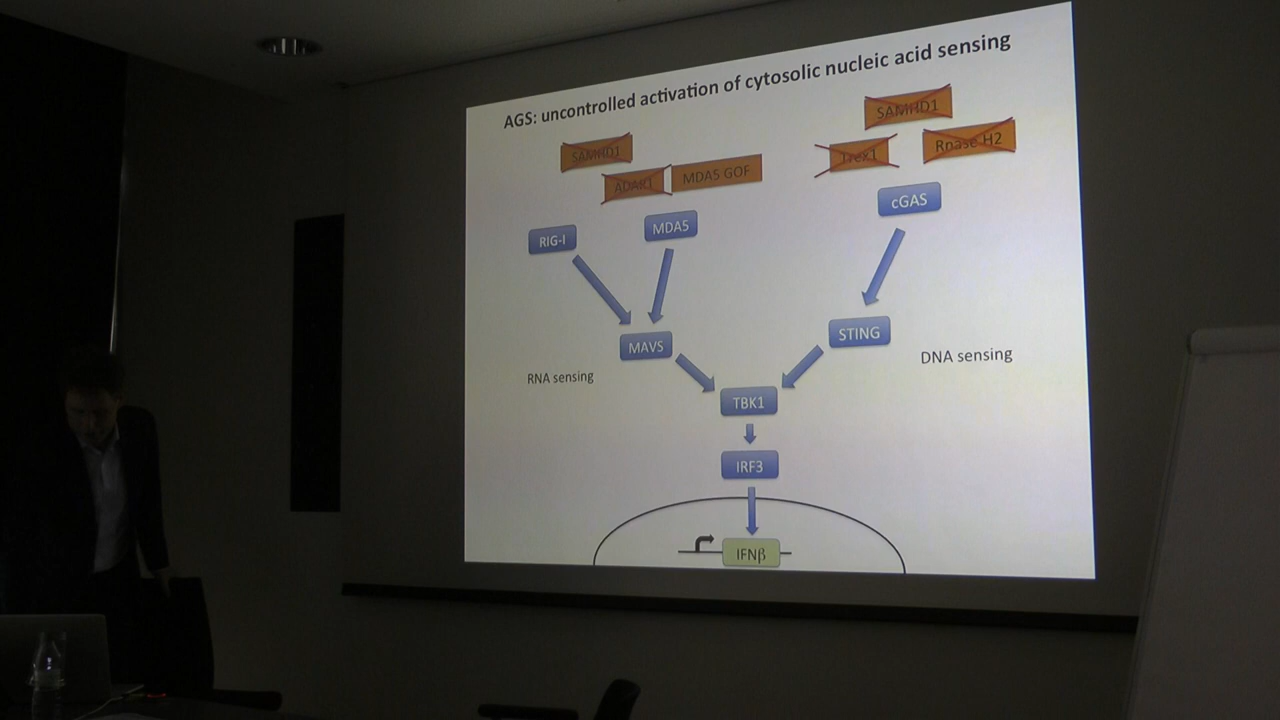 AGS: uncontrolled activation of cytosolic nucleic acid sensing
SAMHD1
SAMHD1
Trex1
Rnase H2
ADAR1
MDA5 GOF
cGAS
RIG-I
MDA5
MAVS
STING
RNA sensing
DNA sensing
TBK1
IRF3
IFNβ